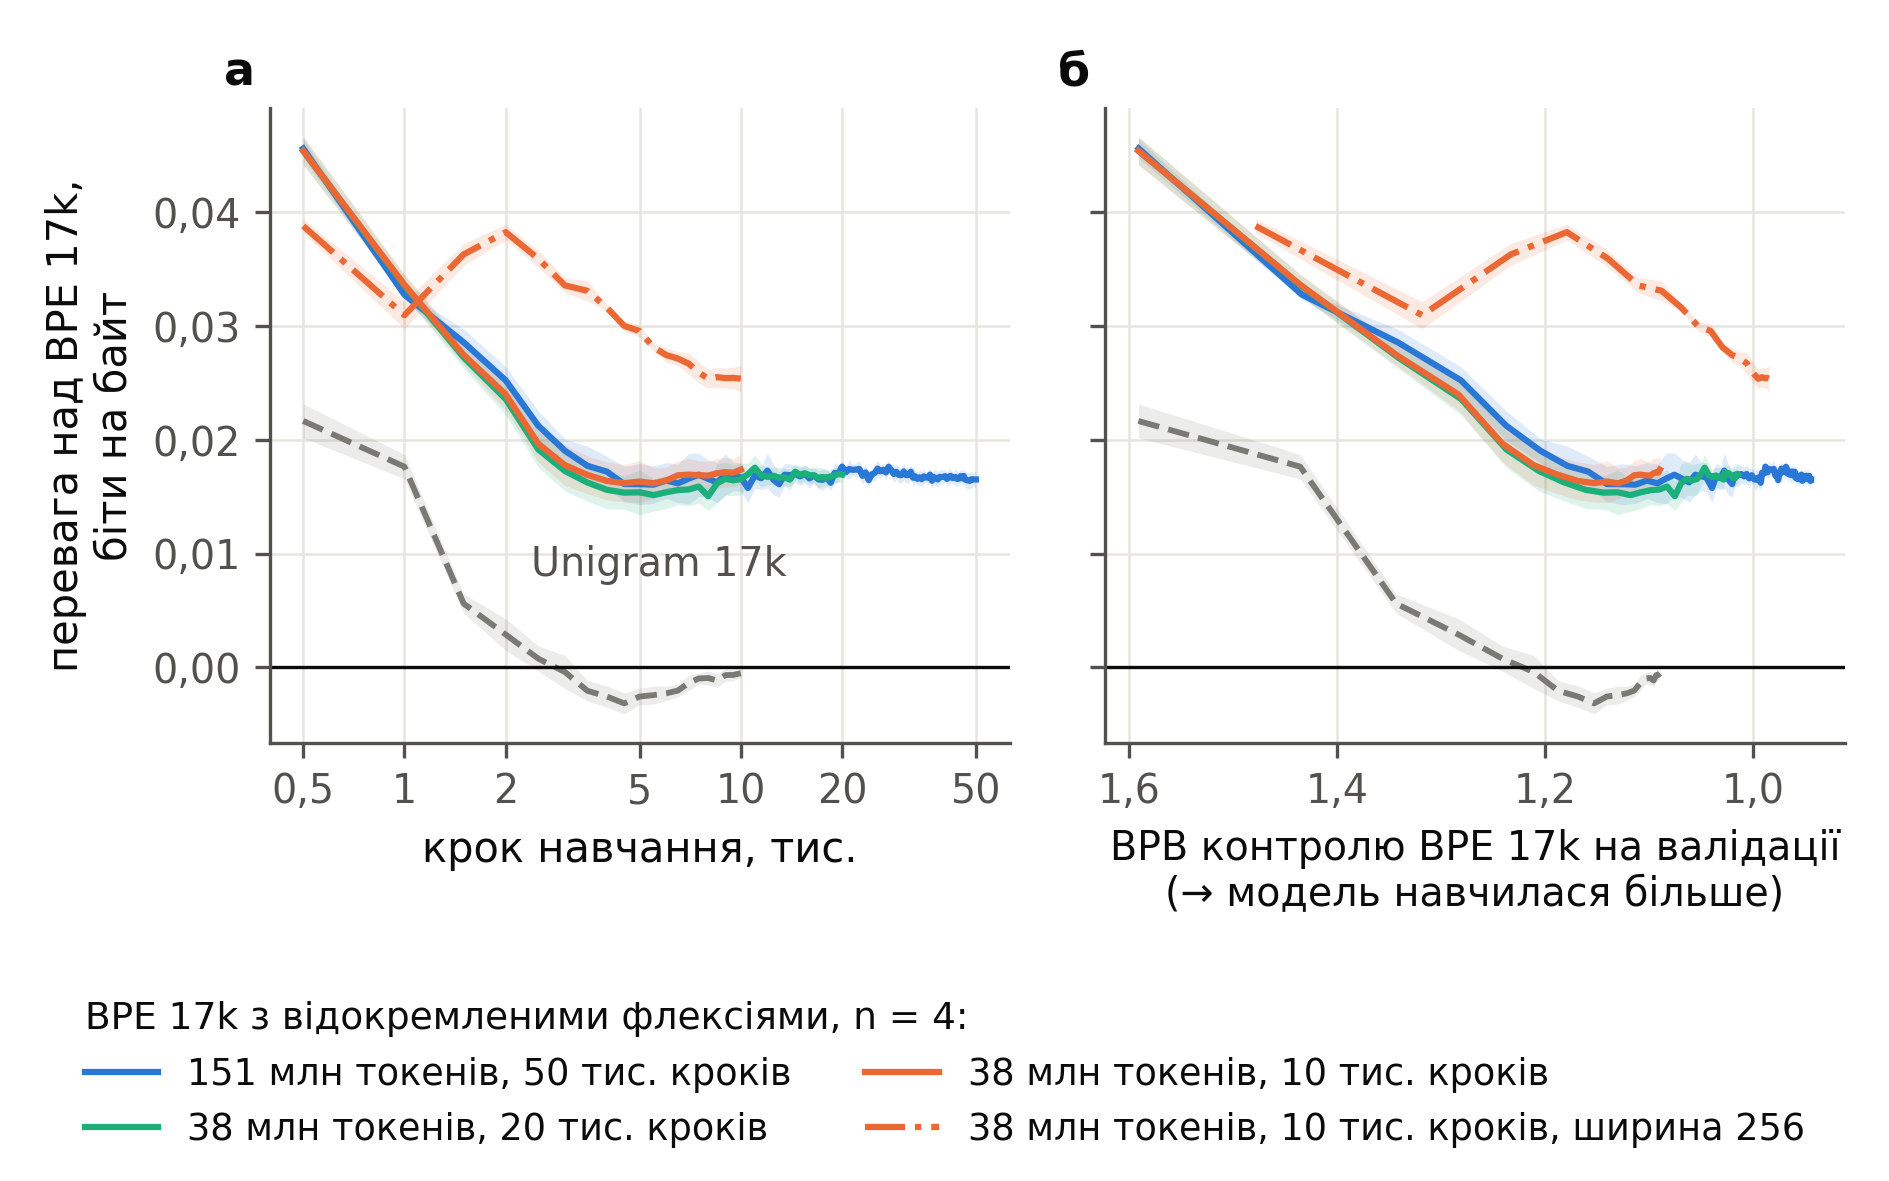 а
б
перевага над BPE 17k,
біти на байт
0,04
0,03
0,02
0,01
0,00
Unigram 17k
0,5 1 2 5 10 20 50
1,6 1,4 1,2 1,0
крок навчання, тис.
BPB контролю BPE 17k на валідації
(→ модель навчилася більше)
BPE 17k з відокремленими флексіями, n = 4:
151 млн токенів, 50 тис. кроків
38 млн токенів, 10 тис. кроків
38 млн токенів, 20 тис. кроків
38 млн токенів, 10 тис. кроків, ширина 256